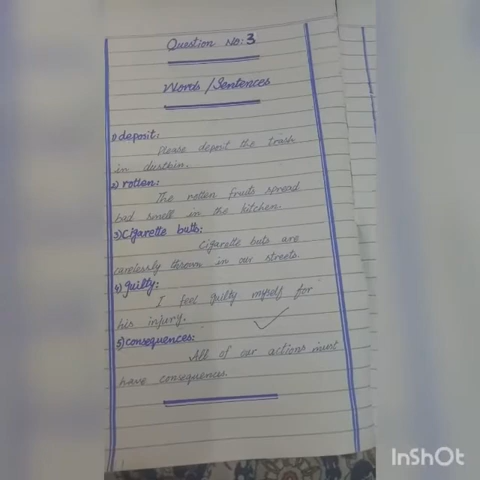 Question No: 3
Words/Sentences
1) deposit:
Please deposit the trash
in dustbin.
2) rotten:
The rotten fruits spread
bad smell in the kitchen.
3) Cigarette butts:
Cigarette buts are
carelessly thrown in our streets.
4) guilty:
I feel guilty myself for
his injury.
5) consequences:
All of our actions must
have consequences.
InShOt